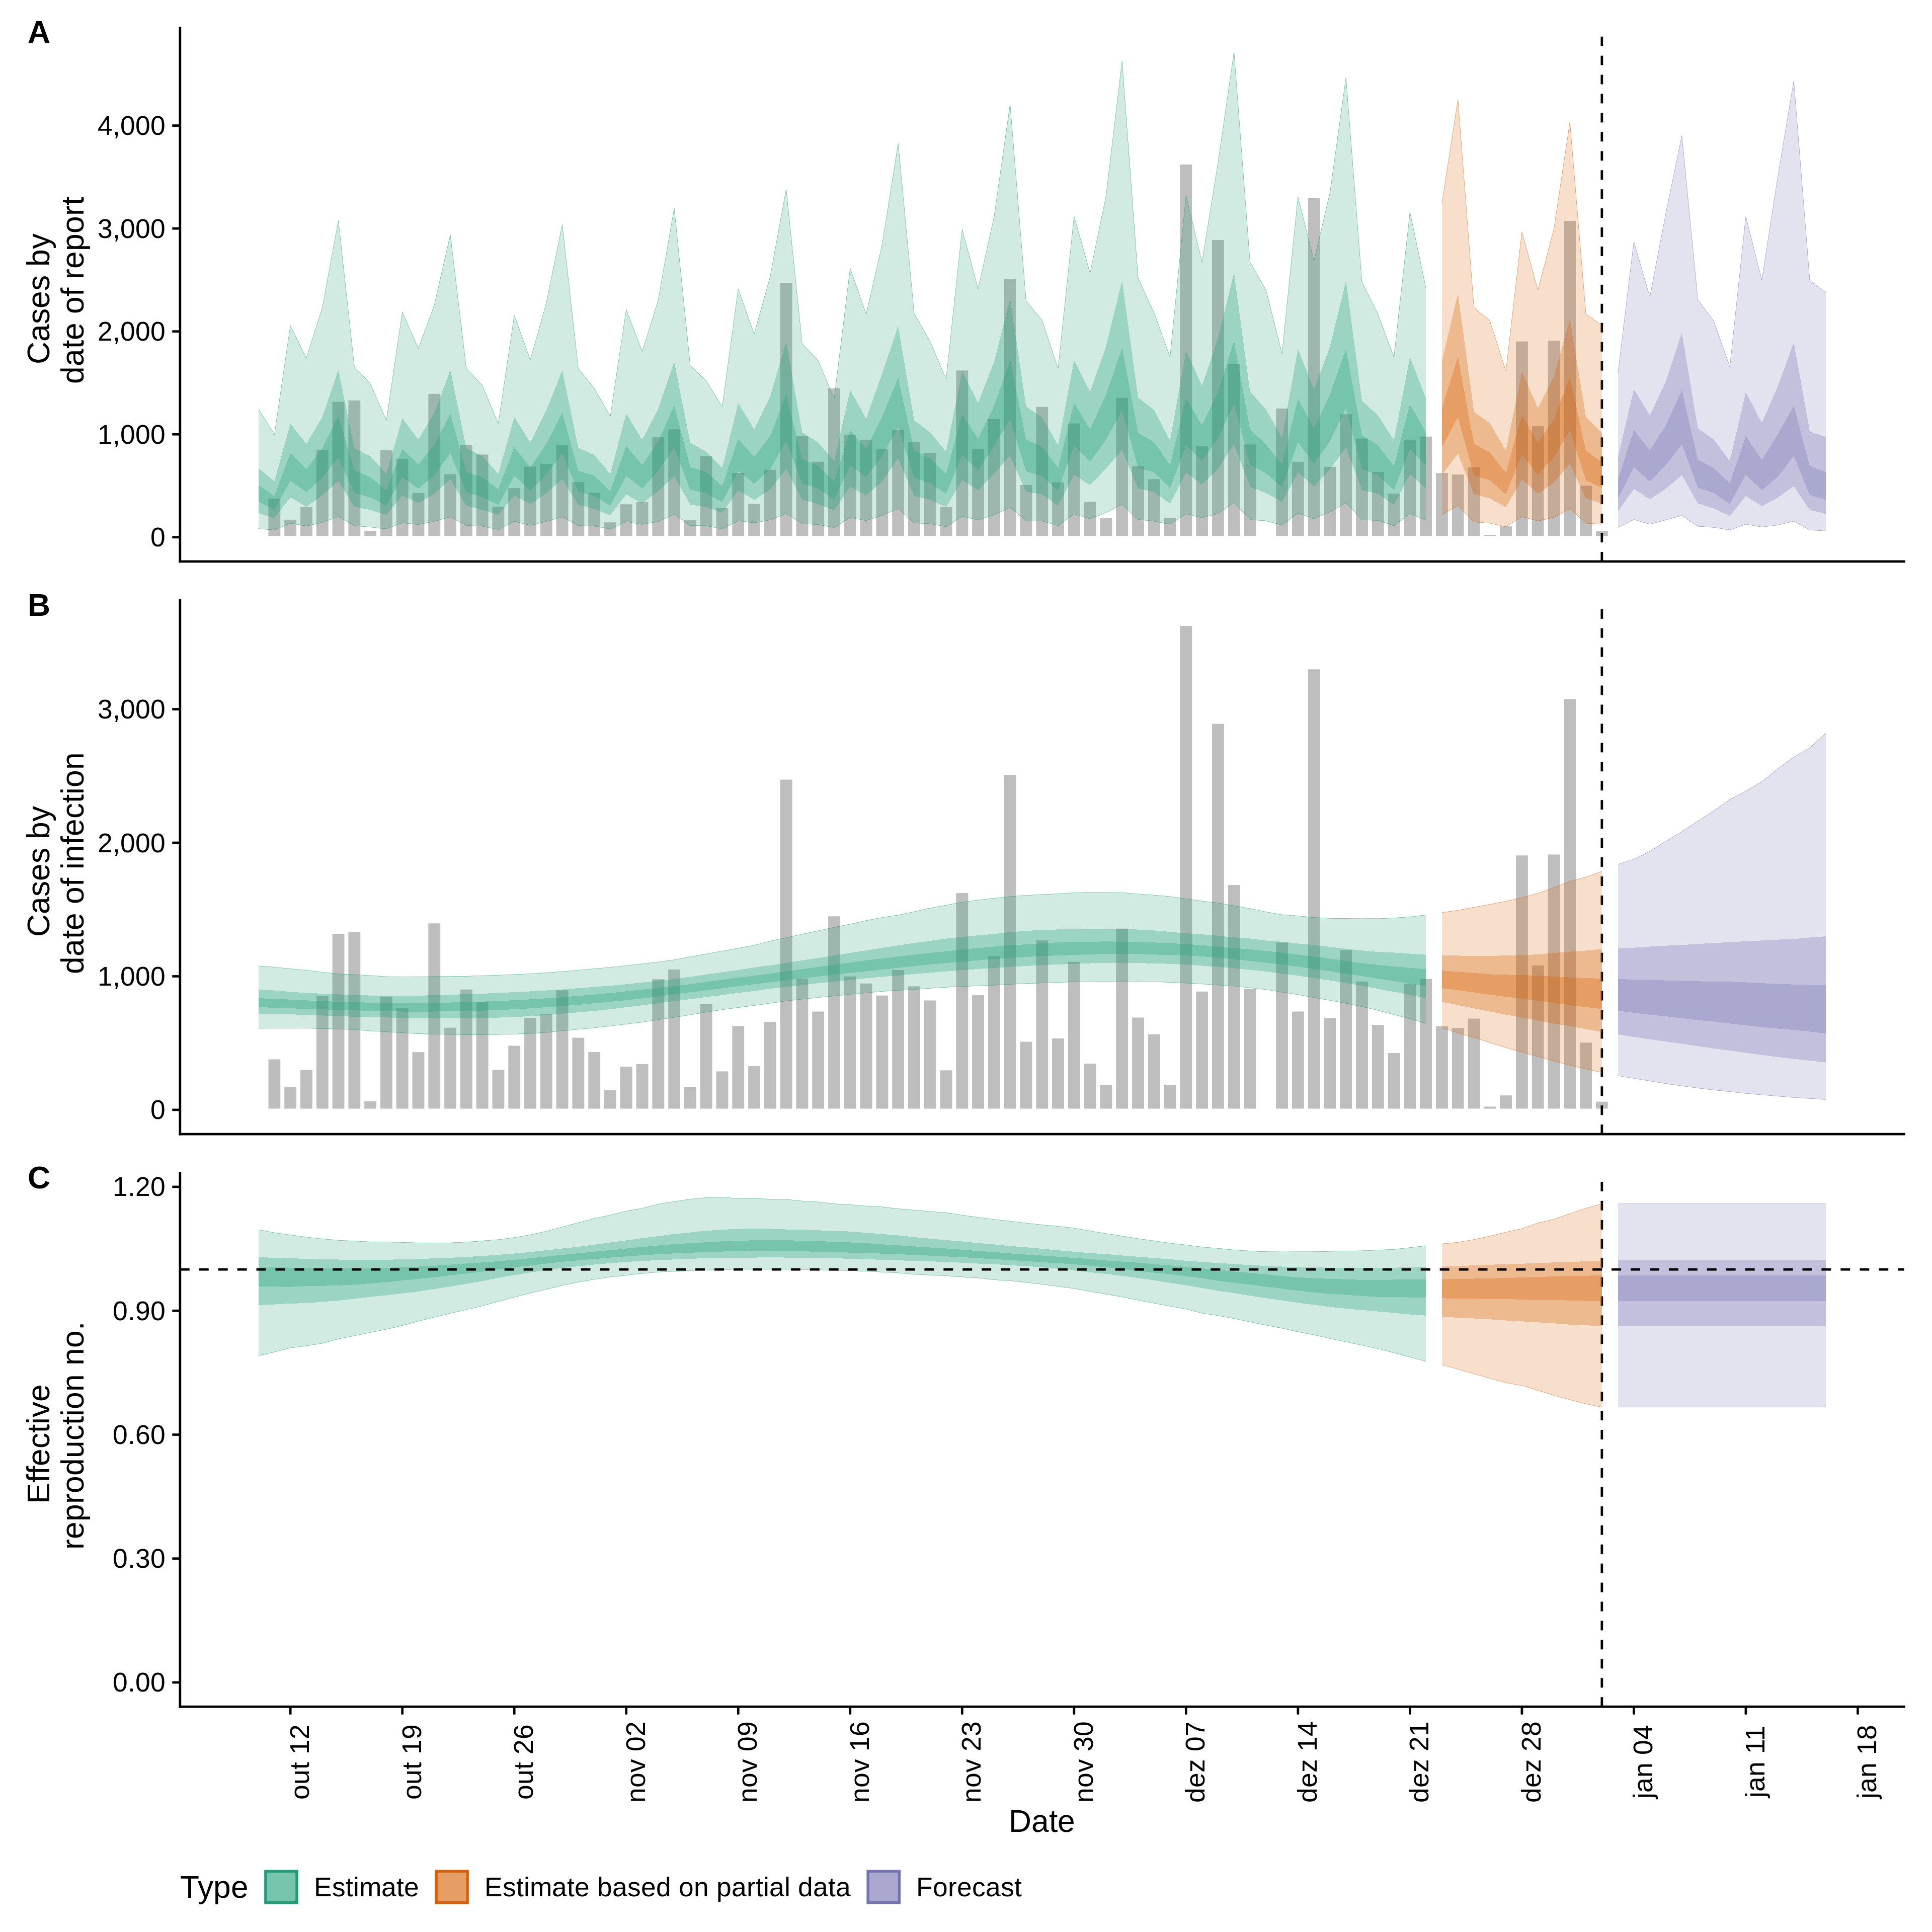 A
4,000
3,000
2,000
1,000
0
Cases by
date of report
B
3,000
2,000
1,000
0
Cases by
date of infection
C
1.20
0.90
0.60
0.30
0.00
Effective
reproduction no.
out 12
out 19
out 26
nov 02
nov 09
nov 16
nov 23
nov 30
dez 07
dez 14
dez 21
dez 28
jan 04
jan 11
jan 18
Date
Type Estimate Estimate based on partial data Forecast